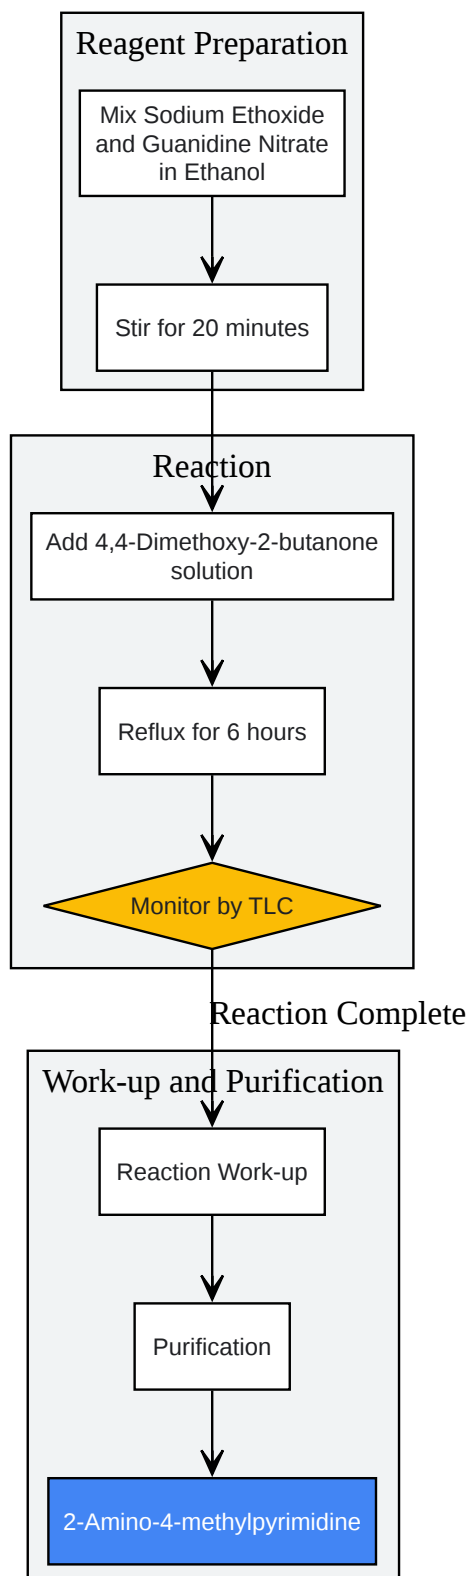 Reagent Preparation
Mix Sodium Ethoxide
and Guanidine Nitrate
in Ethanol
Stir for 20 minutes
Reaction
Add 4,4-Dimethoxy-2-butanone
solution
Reflux for 6 hours
Monitor by TLC
Reaction Complete
Work-up and Purification
Reaction Work-up
Purification
2-Amino-4-methylpyrimidine